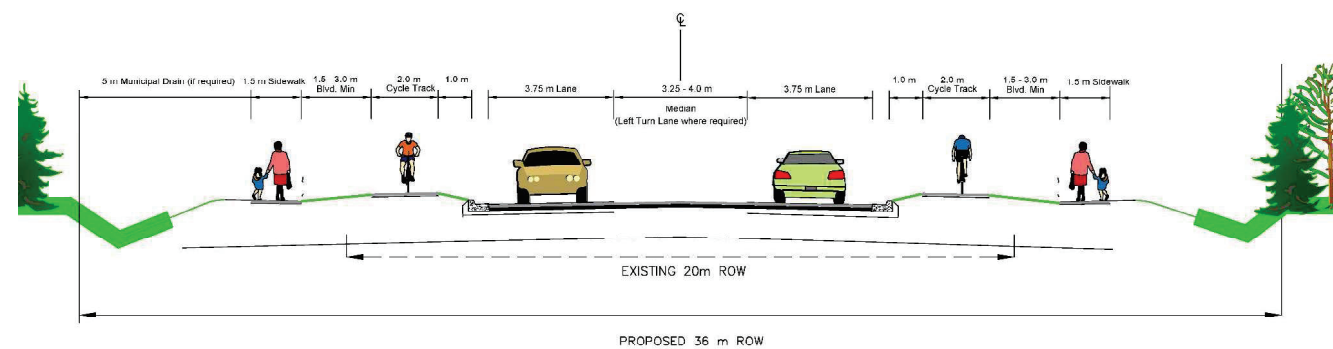 ℄
5 m Municipal Drain (if required)
1.5 m Sidewalk
1.5 - 3.0 m
Blvd. Min
2.0 m
Cycle Track
1.0 m
3.75 m Lane
3.25 - 4.0 m
Median
(Left Turn Lane where required)
3.75 m Lane
1.0 m
2.0 m
Cycle Track
1.5 - 3.0 m
Blvd. Min
1.5 m Sidewalk
EXISTING 20m ROW
PROPOSED 36 m ROW